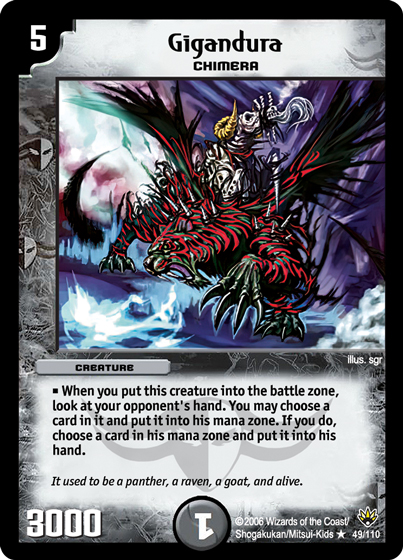 5
Gigandura
CHIMERA
illus. sgr
CREATURE
▪ When you put this creature into the battle zone,
look at your opponent's hand. You may choose a
card in it and put it into his mana zone. If you do,
choose a card in his mana zone and put it into his
hand.
It used to be a panther, a raven, a goat, and alive.
3000
1
©2006 Wizards of the Coast/
Shogakukan/Mitsui-Kids ★ 49/110